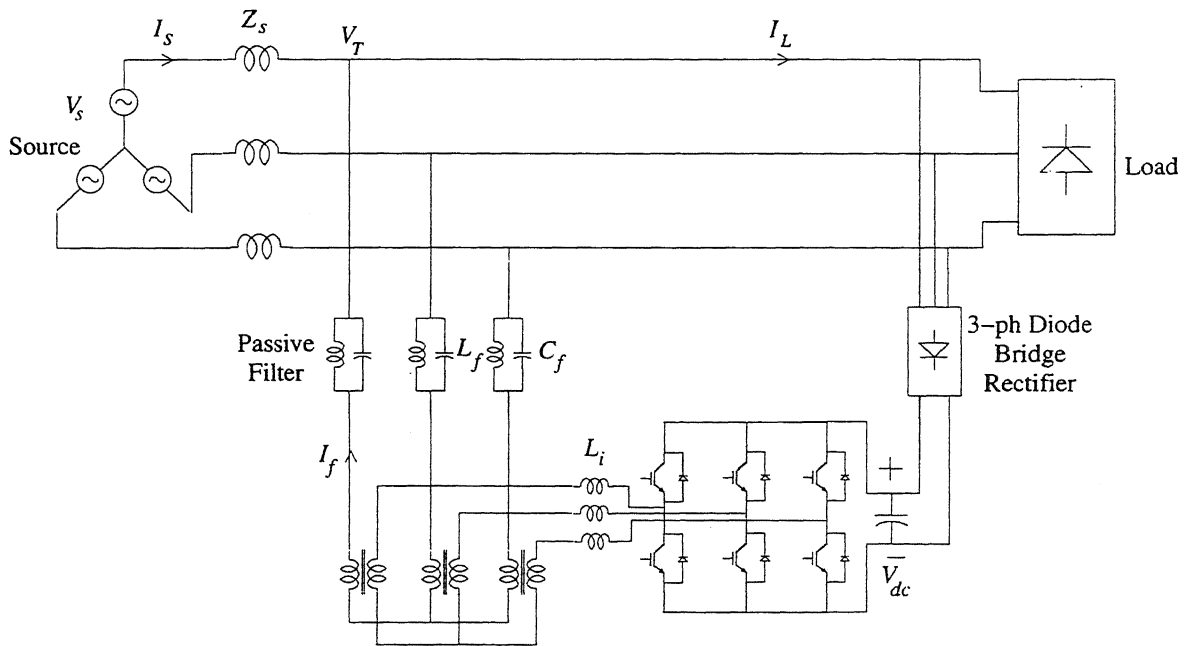 I_S
Z_s
V_T
I_L
V_s
Source
Load
Passive
Filter
L_f
C_f
3-ph Diode
Bridge
Rectifier
I_f
L_i
+
V_dc
-